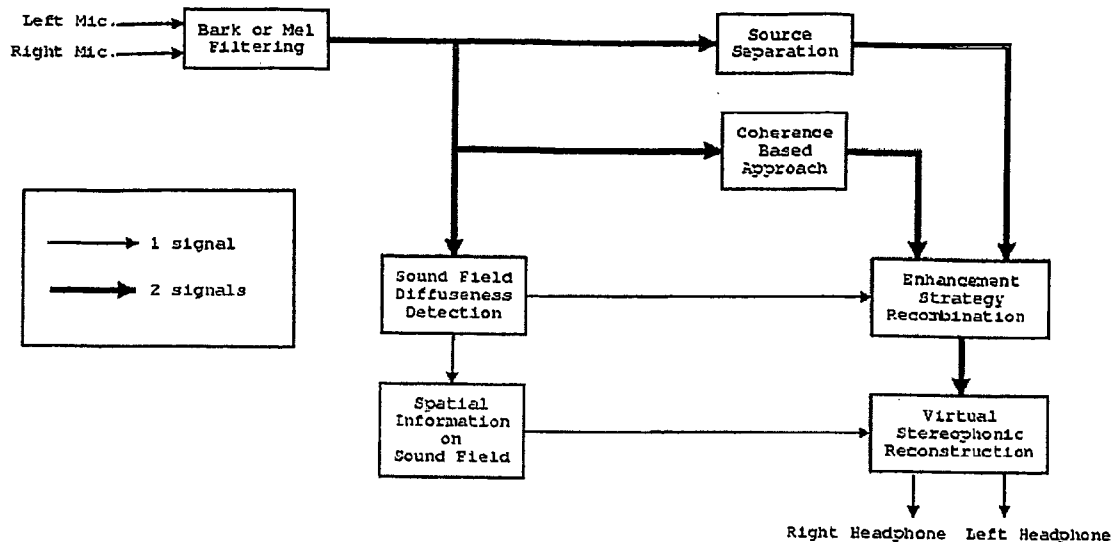 Left Mic.
Right Mic.
Bark or Mel
Filtering
Source
Separation
Coherence
Based
Approach
1 signal
2 signals
Sound Field
Diffuseness
Detection
Enhancement
Strategy
Recombination
Spatial
Information
on
Sound Field
Virtual
Stereophonic
Reconstruction
Right Headphone
Left Headphone